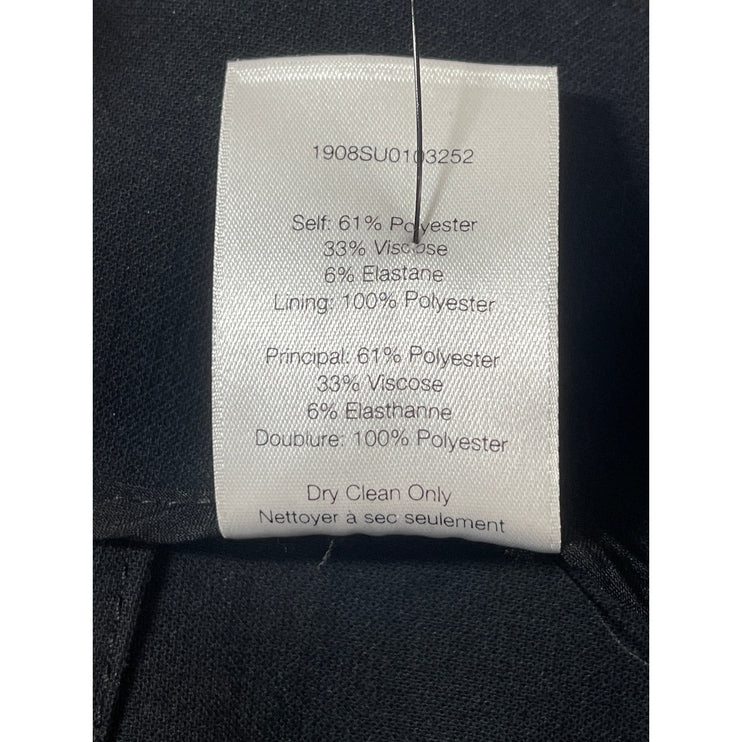 1908SU0103252
Self: 61% Polyester
33% Viscose
6% Elastane
Lining: 100% Polyester
Principal: 61% Polyester
33% Viscose
6% Elasthanne
Doublure: 100% Polyester
Dry Clean Only
Nettoyer à sec seulement